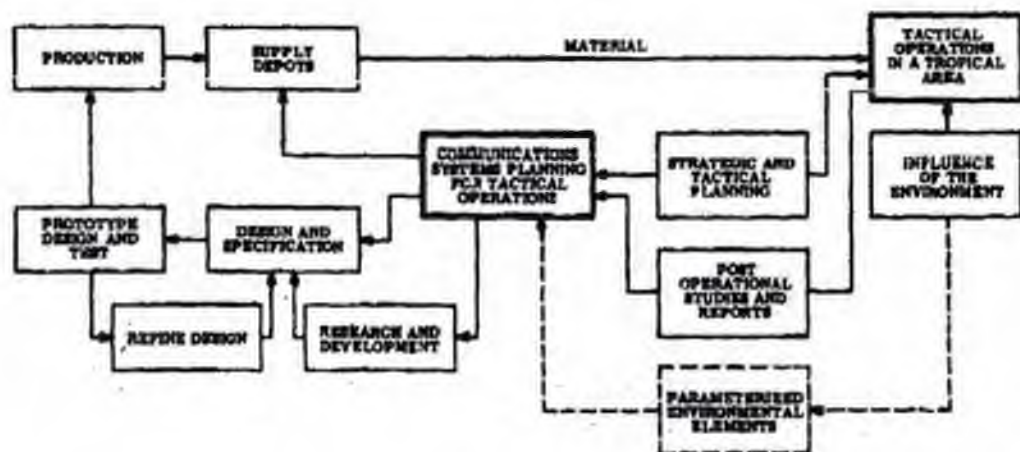 PRODUCTION
SUPPLY
DEPOTS
MATERIAL
TACTICAL
OPERATIONS
IN A TROPICAL
AREA
COMMUNICATIONS
SYSTEMS PLANNING
FOR TACTICAL
OPERATIONS
STRATEGIC AND
TACTICAL
PLANNING
INFLUENCE
OF THE
ENVIRONMENT
PROTOTYPE
DESIGN AND
TEST
DESIGN AND
SPECIFICATION
POST
OPERATIONAL
STUDIES AND
REPORTS
REFINE DESIGN
RESEARCH AND
DEVELOPMENT
PARAMETERIZED
ENVIRONMENTAL
ELEMENTS